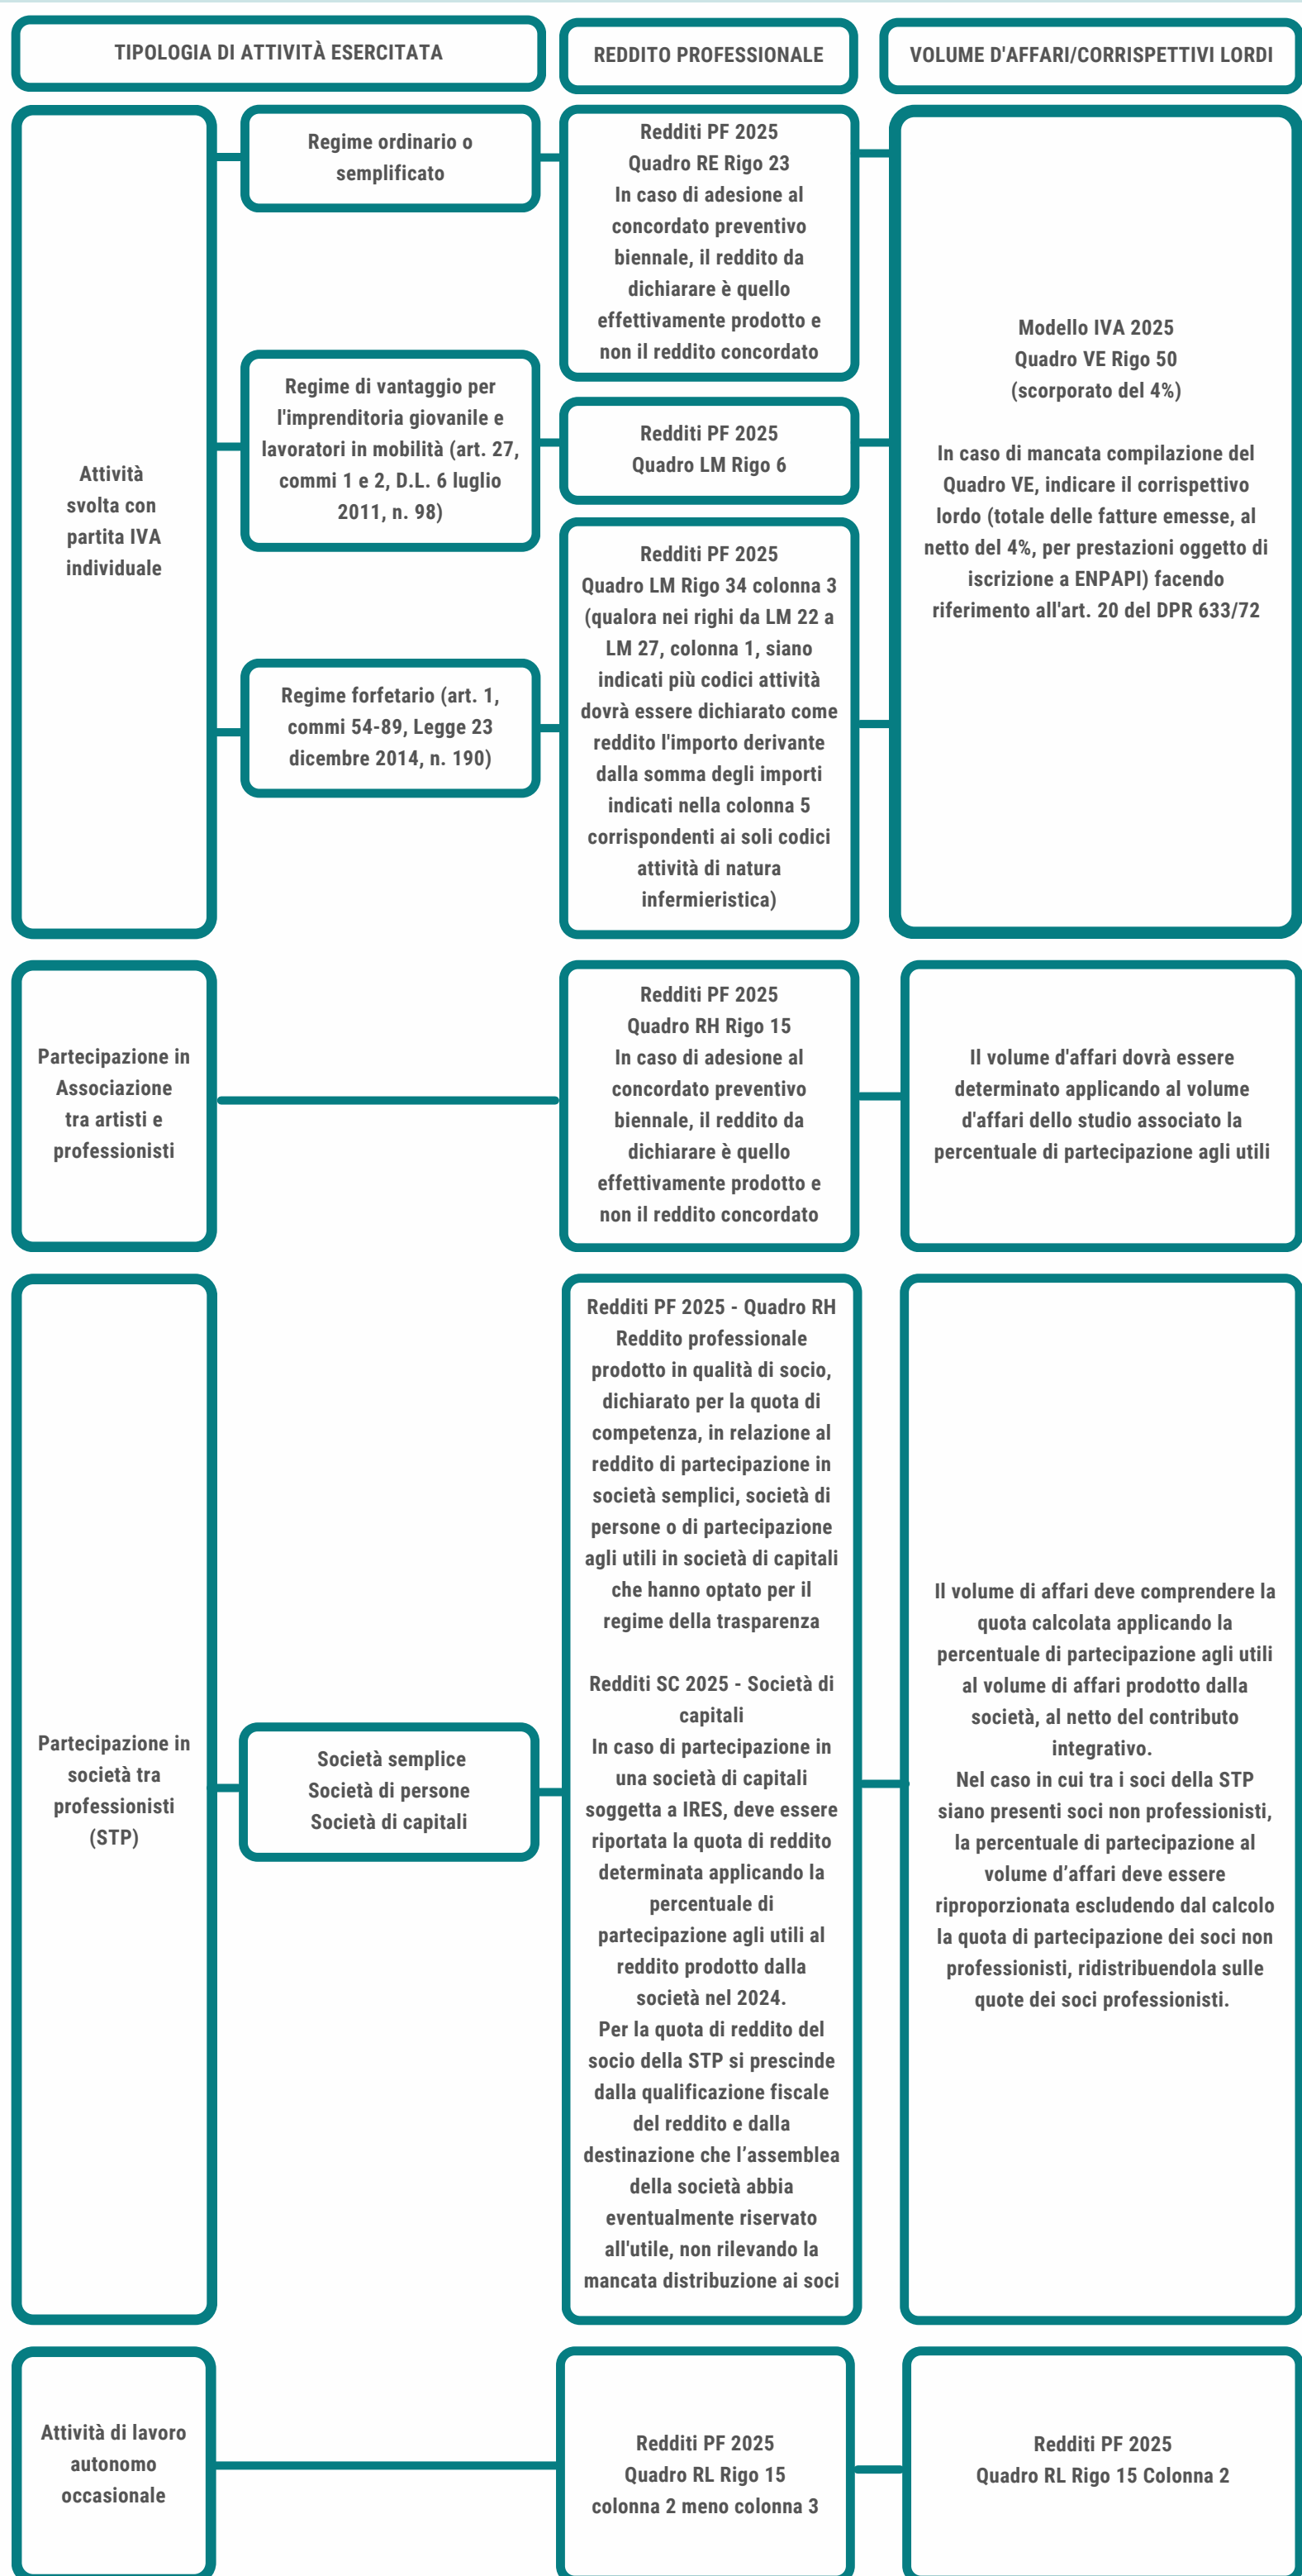 TIPOLOGIA DI ATTIVITÀ ESERCITATA
REDDITO PROFESSIONALE
VOLUME D'AFFARI/CORRISPETTIVI LORDI
Attività
svolta con
partita IVA
individuale
Regime ordinario o
semplificato
Redditi PF 2025
Quadro RE Rigo 23
In caso di adesione al
concordato preventivo
biennale, il reddito da
dichiarare è quello
effettivamente prodotto e
non il reddito concordato
Regime di vantaggio per
l'imprenditoria giovanile e
lavoratori in mobilità (art. 27,
commi 1 e 2, D.L. 6 luglio
2011, n. 98)
Redditi PF 2025
Quadro LM Rigo 6
Regime forfetario (art. 1,
commi 54-89, Legge 23
dicembre 2014, n. 190)
Redditi PF 2025
Quadro LM Rigo 34 colonna 3
(qualora nei righi da LM 22 a
LM 27, colonna 1, siano
indicati più codici attività
dovrà essere dichiarato come
reddito l'importo derivante
dalla somma degli importi
indicati nella colonna 5
corrispondenti ai soli codici
attività di natura
infermieristica)
Modello IVA 2025
Quadro VE Rigo 50
(scorporato del 4%)
In caso di mancata compilazione del
Quadro VE, indicare il corrispettivo
lordo (totale delle fatture emesse, al
netto del 4%, per prestazioni oggetto di
iscrizione a ENPAPI) facendo
riferimento all'art. 20 del DPR 633/72
Partecipazione in
Associazione
tra artisti e
professionisti
Redditi PF 2025
Quadro RH Rigo 15
In caso di adesione al
concordato preventivo
biennale, il reddito da
dichiarare è quello
effettivamente prodotto e
non il reddito concordato
Il volume d'affari dovrà essere
determinato applicando al volume
d'affari dello studio associato la
percentuale di partecipazione agli utili
Partecipazione in
società tra
professionisti
(STP)
Società semplice
Società di persone
Società di capitali
Redditi PF 2025 - Quadro RH
Reddito professionale
prodotto in qualità di socio,
dichiarato per la quota di
competenza, in relazione al
reddito di partecipazione in
società semplici, società di
persone o di partecipazione
agli utili in società di capitali
che hanno optato per il
regime della trasparenza
Redditi SC 2025 - Società di
capitali
In caso di partecipazione in
una società di capitali
soggetta a IRES, deve essere
riportata la quota di reddito
determinata applicando la
percentuale di
partecipazione agli utili al
reddito prodotto dalla
società nel 2024.
Per la quota di reddito del
socio della STP si prescinde
dalla qualificazione fiscale
del reddito e dalla
destinazione che l’assemblea
della società abbia
eventualmente riservato
all'utile, non rilevando la
mancata distribuzione ai soci
Il volume di affari deve comprendere la
quota calcolata applicando la
percentuale di partecipazione agli utili
al volume di affari prodotto dalla
società, al netto del contributo
integrativo.
Nel caso in cui tra i soci della STP
siano presenti soci non professionisti,
la percentuale di partecipazione al
volume d’affari deve essere
riproporzionata escludendo dal calcolo
la quota di partecipazione dei soci non
professionisti, ridistribuendola sulle
quote dei soci professionisti.
Attività di lavoro
autonomo
occasionale
Redditi PF 2025
Quadro RL Rigo 15
colonna 2 meno colonna 3
Redditi PF 2025
Quadro RL Rigo 15 Colonna 2